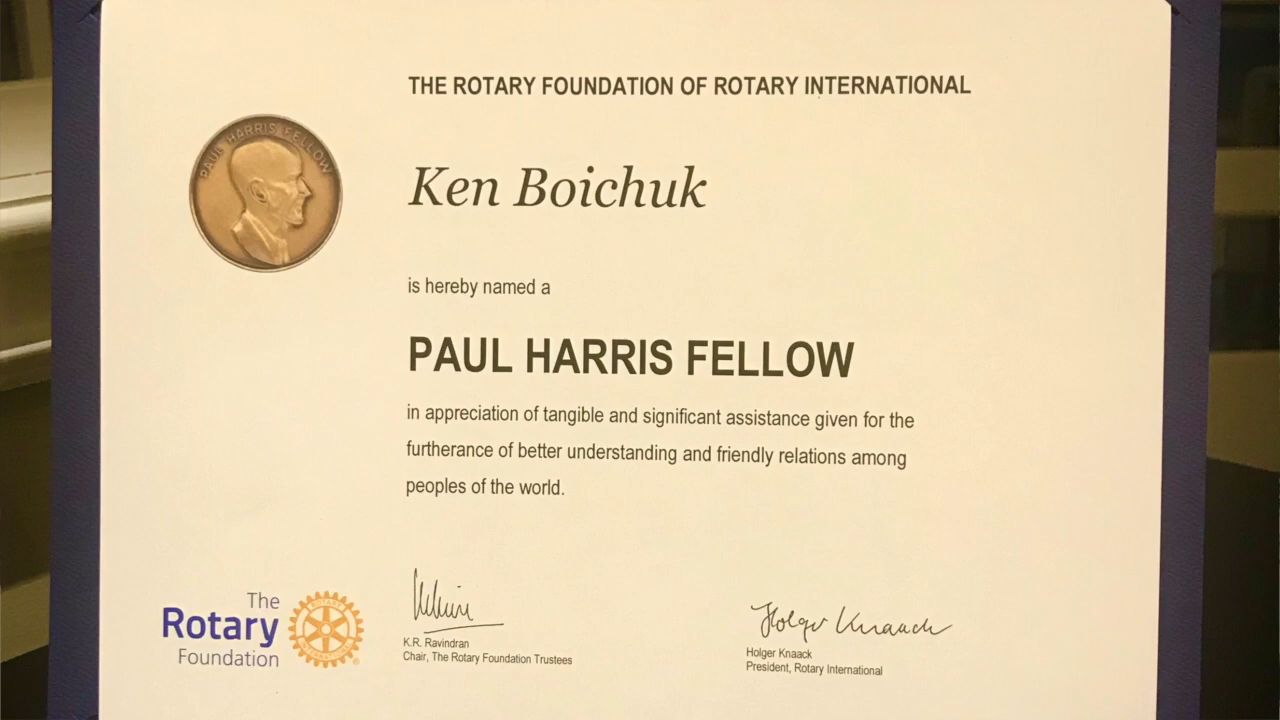 THE ROTARY FOUNDATION OF ROTARY INTERNATIONAL
PAUL HARRIS FELLOW
Ken Boichuk
is hereby named a
PAUL HARRIS FELLOW
in appreciation of tangible and significant assistance given for the
furtherance of better understanding and friendly relations among
peoples of the world.
The
Rotary
Foundation
ROTARY
INTERNATIONAL
K.R. Ravindran
Chair, The Rotary Foundation Trustees
Holger Knaack
Holger Knaack
President, Rotary International